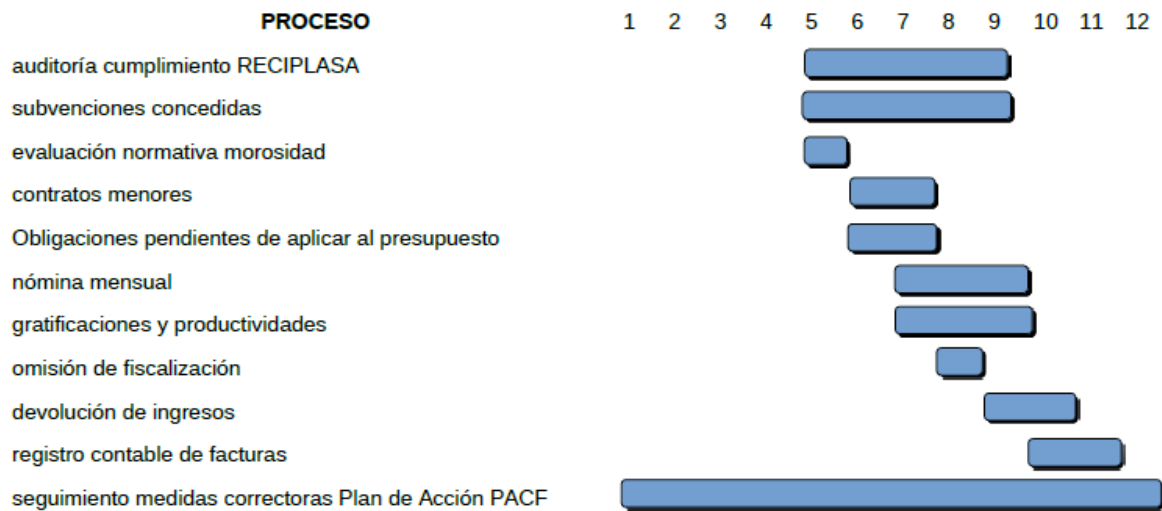 PROCESO 1 2 3 4 5 6 7 8 9 10 11 12
auditoría cumplimiento RECIPLASA
subvenciones concedidas
evaluación normativa morosidad
contratos menores
Obligaciones pendientes de aplicar al presupuesto
nómina mensual
gratificaciones y productividades
omisión de fiscalización
devolución de ingresos
registro contable de facturas
seguimiento medidas correctoras Plan de Acción PACF